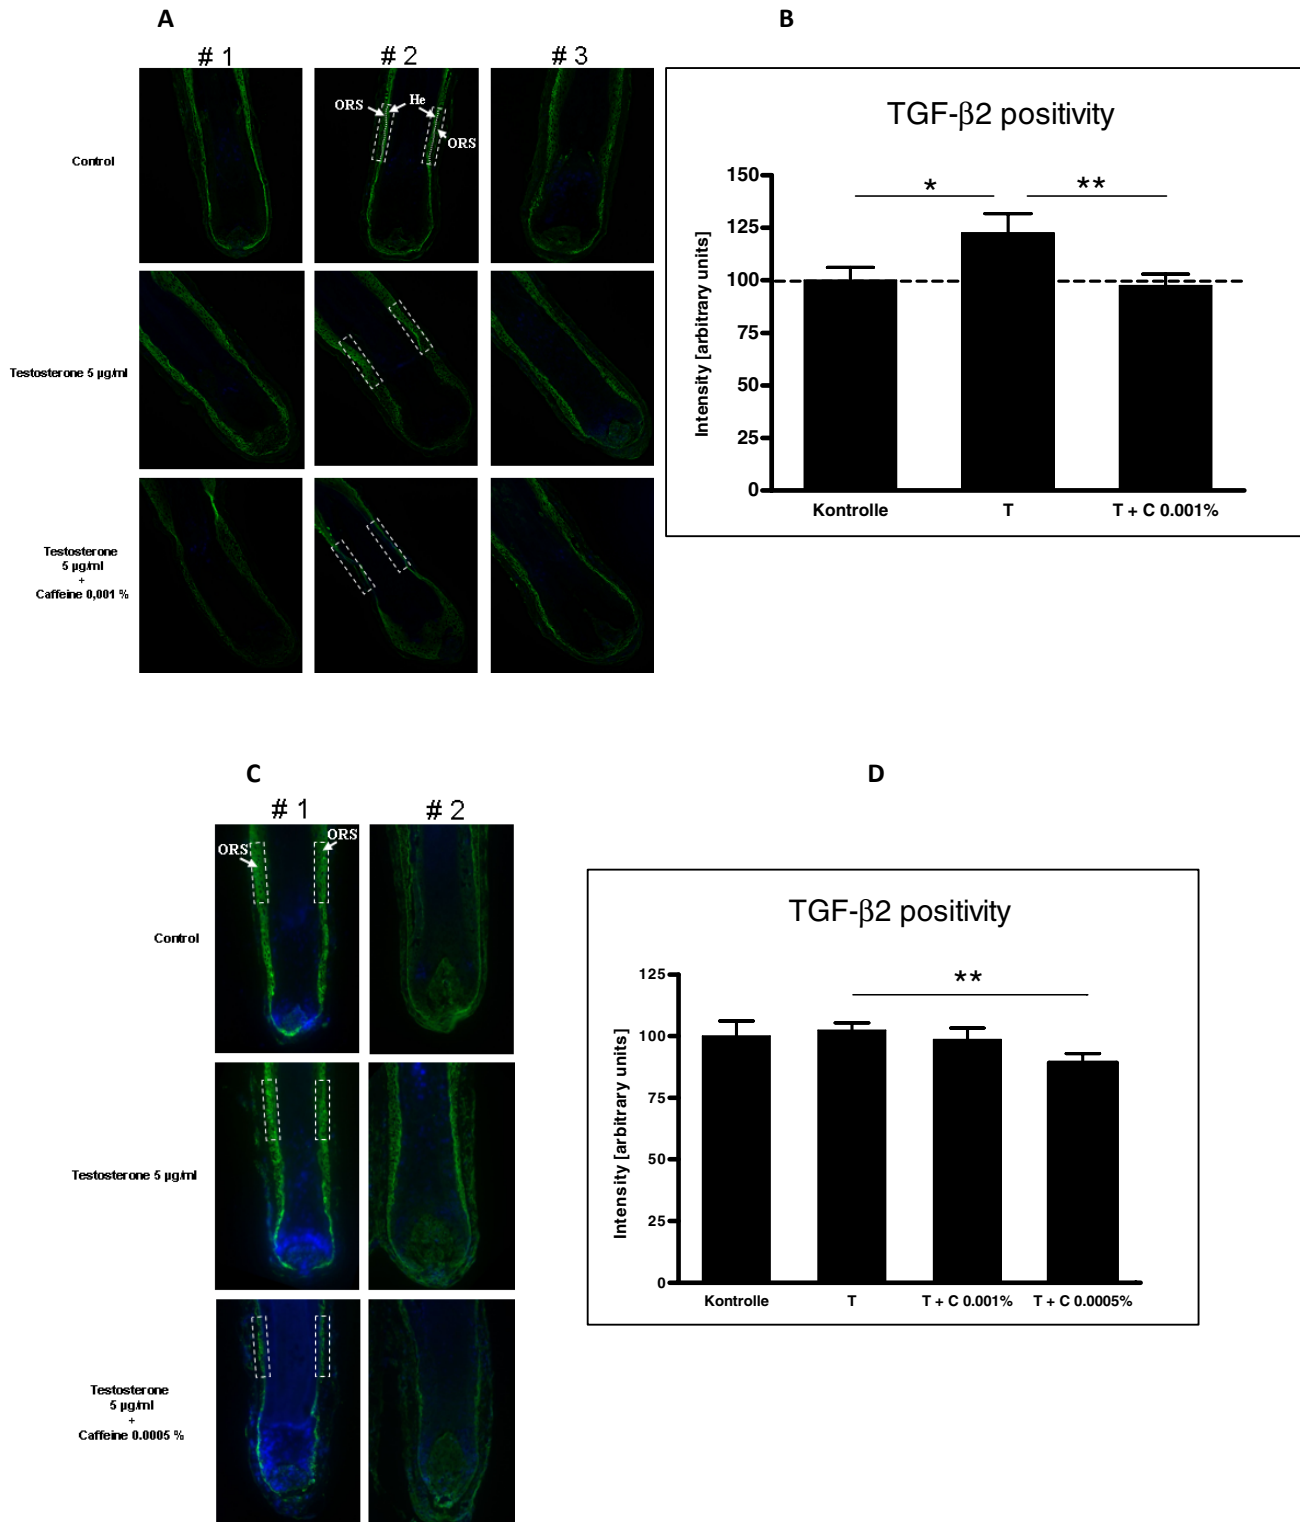 A
B
# 1
# 2
# 3
ORS
He
ORS
Control
Testosterone 5 µg/ml
Testosterone
5 µg/ml
+
Caffeine 0,001 %
TGF-β2 positivity
Intensity [arbitrary units]
150
125
100
75
50
25
0
*
**
Kontrolle
T
T + C 0.001%
C
D
# 1
# 2
ORS
ORS
Control
Testosterone 5 µg/ml
Testosterone
5 µg/ml
+
Caffeine 0.0005 %
TGF-β2 positivity
Intensity [arbitrary units]
125
100
75
50
25
0
**
Kontrolle
T
T + C 0.001%
T + C 0.0005%